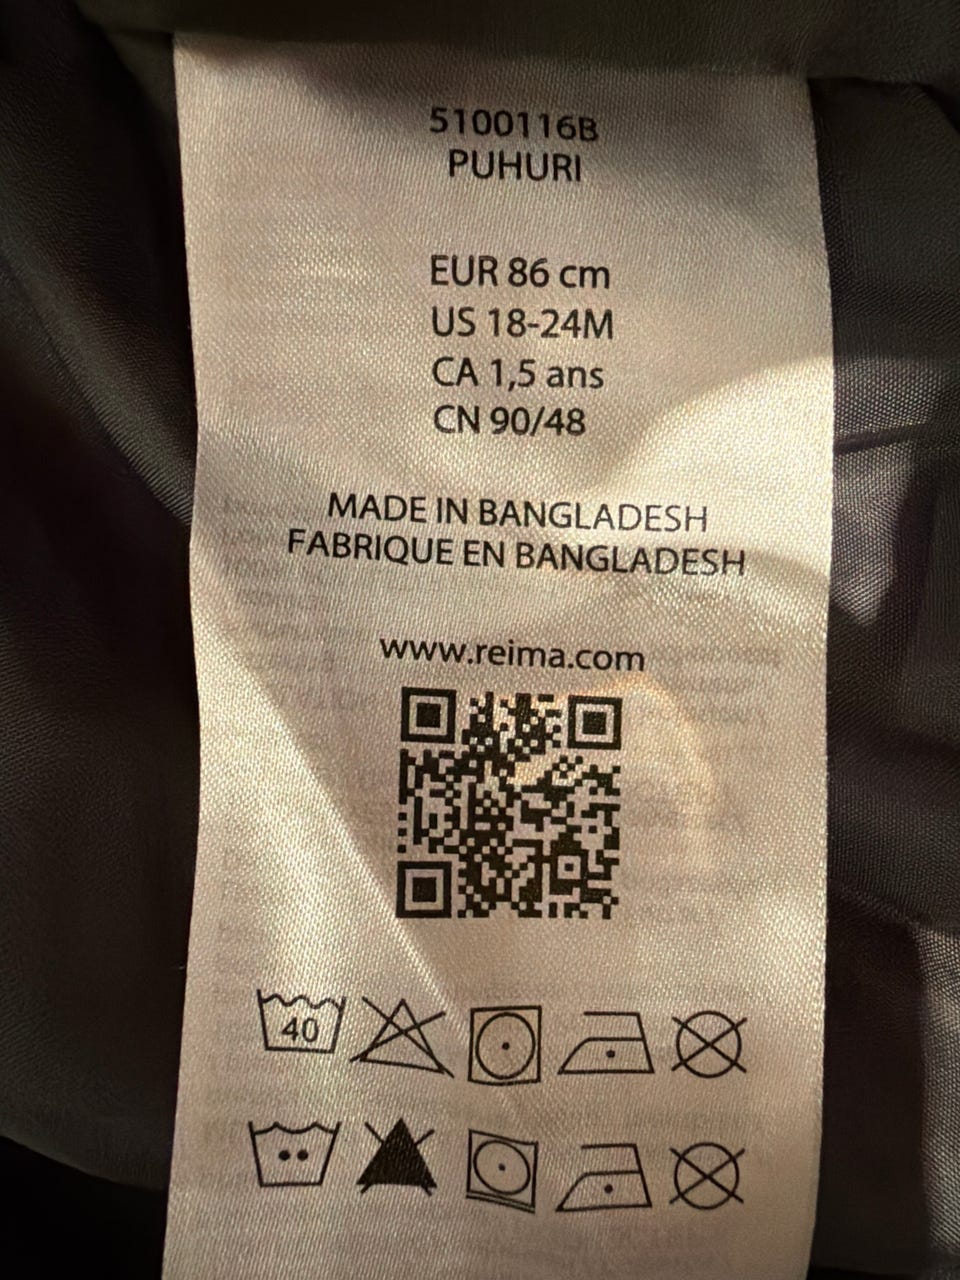 5100116B
PUHURI
EUR 86 cm
US 18-24M
CA 1,5 ans
CN 90/48
MADE IN BANGLADESH
FABRIQUE EN BANGLADESH
www.reima.com
40